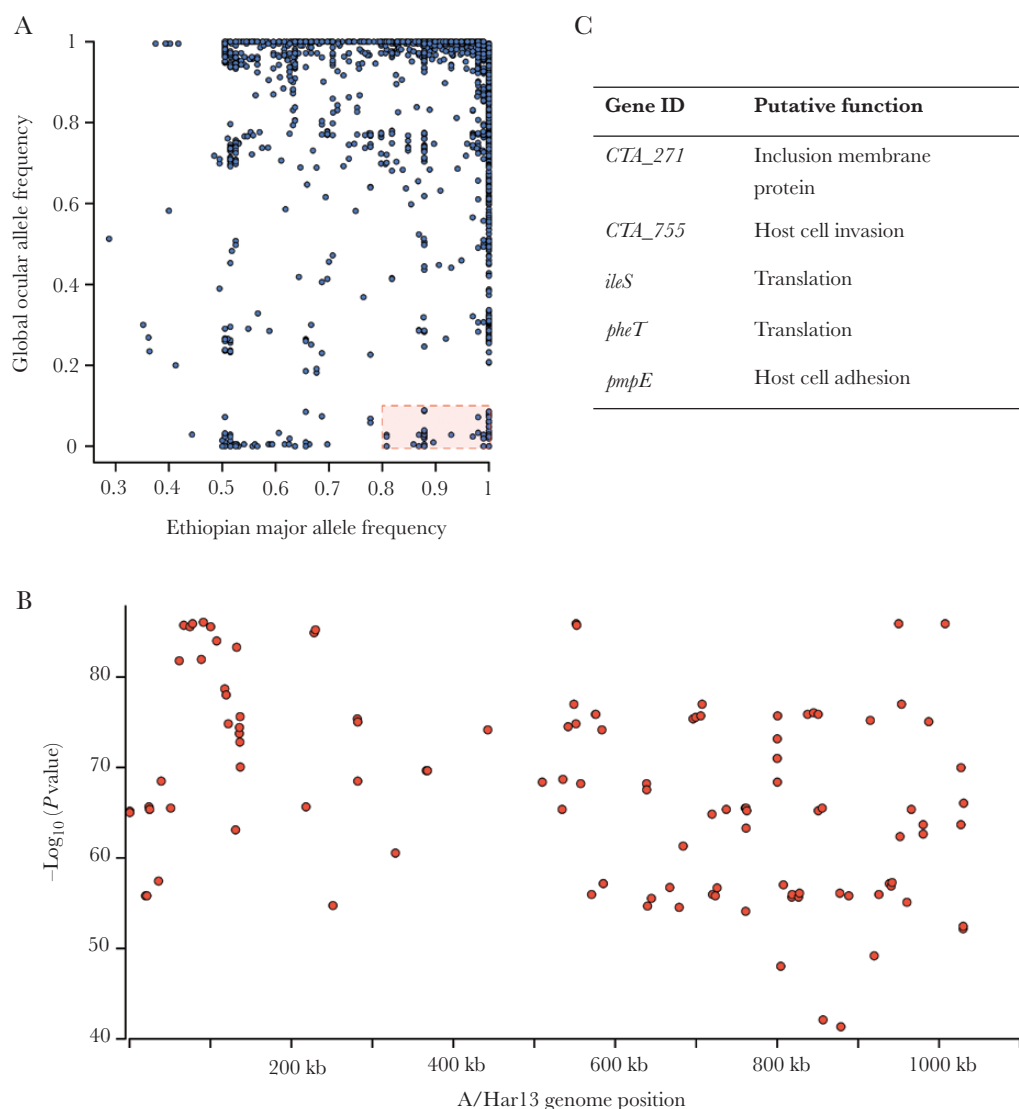 A
Global ocular allele frequency
1
0.8
0.6
0.4
0.2
0
0.3 0.4 0.5 0.6 0.7 0.8 0.9 1
Ethiopian major allele frequency
C
Gene ID Putative function
CTA_271 Inclusion membrane
protein
CTA_755 Host cell invasion
ileS Translation
pheT Translation
pmpE Host cell adhesion
B
−Log10 (P value)
80
70
60
50
40
200 kb 400 kb 600 kb 800 kb 1000 kb
A/Har13 genome position